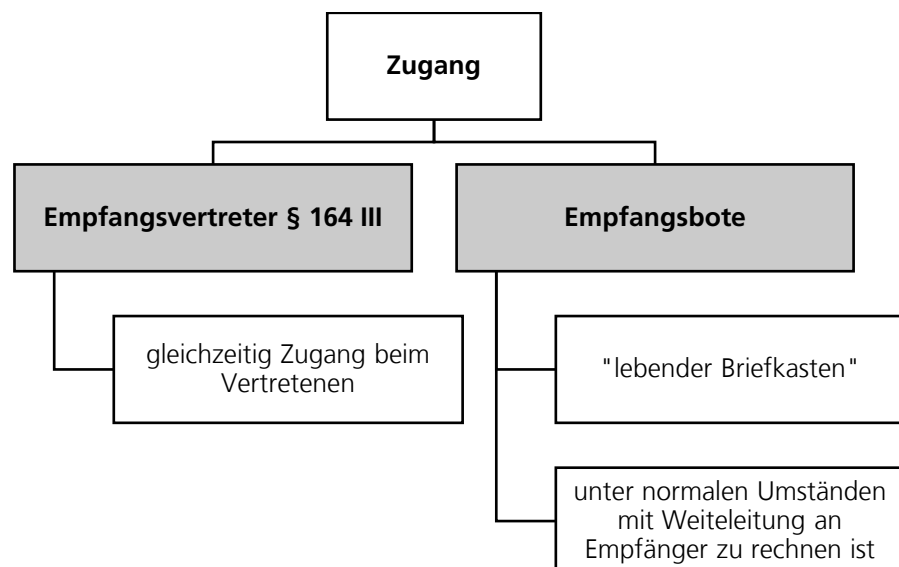 Zugang
Empfangsvertreter § 164 III
Empfangsbote
gleichzeitig Zugang beim
Vertretenen
"lebender Briefkasten"
unter normalen Umständen
mit Weiteleitung an
Empfänger zu rechnen ist